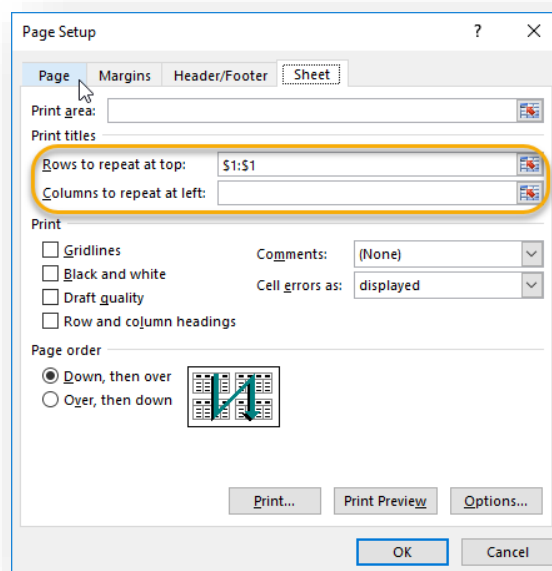 Page Setup ? X
Page Margins Header/Footer Sheet
Print area:
Print titles
Rows to repeat at top: $1:$1
Columns to repeat at left:
Print
Gridlines Comments: (None)
Black and white
Cell errors as: displayed
Draft quality
Row and column headings
Page order
Down, then over
Over, then down
Print... Print Preview Options...
OK Cancel